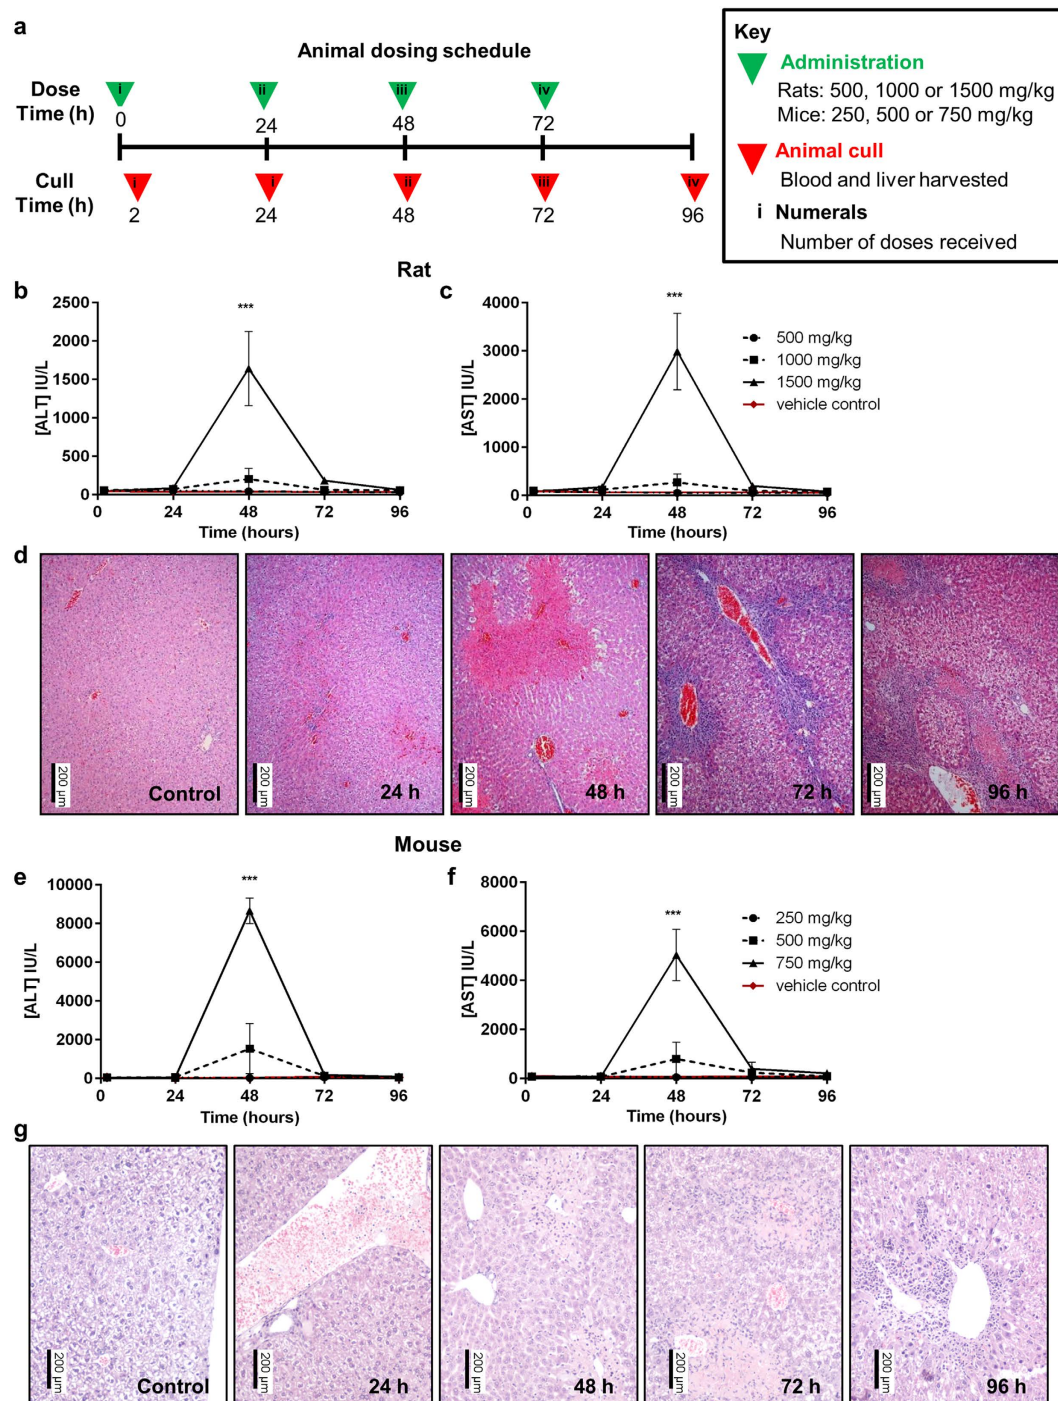 a
Animal dosing schedule
Dose
Time (h)
i ii iii iv
0 24 48 72
Cull
Time (h)
i i ii iii iv
2 24 48 72 96
Key
Administration
Rats: 500, 1000 or 1500 mg/kg
Mice: 250, 500 or 750 mg/kg
Animal cull
Blood and liver harvested
i Numerals
Number of doses received
Rat
b
[ALT] IU/L
2500
2000
1500
1000
500
0
***
0 24 48 72 96
Time (hours)
c
[AST] IU/L
4000
3000
2000
1000
0
***
0 24 48 72 96
Time (hours)
500 mg/kg
1000 mg/kg
1500 mg/kg
vehicle control
d
200 µm Control
200 µm 24 h
200 µm 48 h
200 µm 72 h
200 µm 96 h
Mouse
e
[ALT] IU/L
10000
8000
6000
4000
2000
0
***
0 24 48 72 96
Time (hours)
f
[AST] IU/L
8000
6000
4000
2000
0
***
0 24 48 72 96
Time (hours)
250 mg/kg
500 mg/kg
750 mg/kg
vehicle control
g
200 µm Control
200 µm 24 h
200 µm 48 h
200 µm 72 h
200 µm 96 h